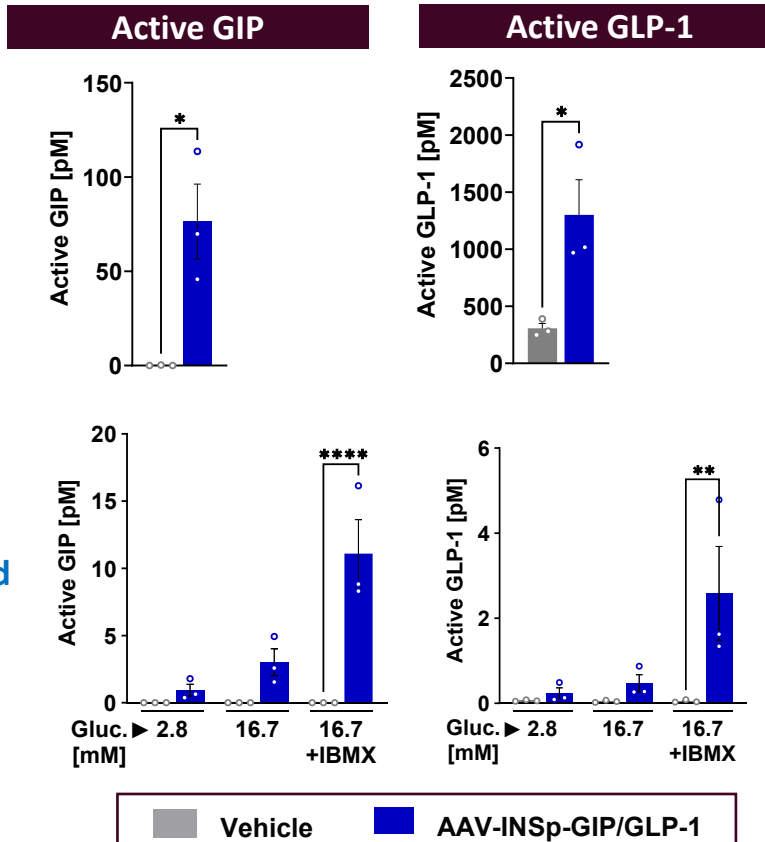 Active GIP
Active GLP-1
Active GIP [pM]
150
100
50
0
*
Active GLP-1 [pM]
2500
2000
1500
1000
500
0
*
Active GIP [pM]
20
15
10
5
0
****
Gluc. ▶ 2.8 16.7 16.7
[mM] +IBMX
Active GLP-1 [pM]
6
4
2
0
**
Gluc. ▶ 2.8 16.7 16.7
[mM] +IBMX
d
Vehicle AAV-INSp-GIP/GLP-1